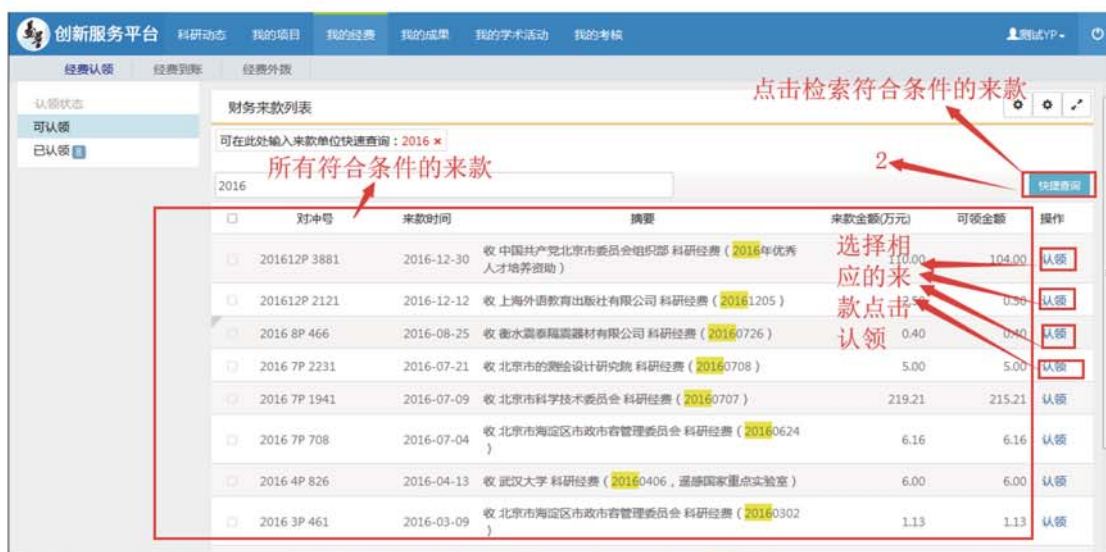 创新服务平台 科研动态 我的项目 我的经费 我的成果 我的学术活动 我的考核 测试YP
经费认领 经费到账 经费外拨
点击检索符合条件的来款
认领状态
财务来款列表
可认领
可在此处输入来款单位快速查询：2016 ×
已认领 8
所有符合条件的来款
2
2016 快捷查询
对冲号 来款时间 摘要 来款金额(万元) 可领金额 操作
选择相应的来款点击认领
201612P 3881 2016-12-30 收 中国共产党北京市委员会组织部 科研经费（2016年优秀 110.00 104.00 认领
人才培养资助）
201612P 2121 2016-12-12 收 上海外语教育出版社有限公司 科研经费（20161205） 0.50 认领
2016 8P 466 2016-08-25 收 衡水震泰隔震器材有限公司 科研经费（20160726） 0.40 0.40 认领
2016 7P 2231 2016-07-21 收 北京市的测绘设计研究院 科研经费（20160708） 5.00 5.00 认领
2016 7P 1941 2016-07-09 收 北京市科学技术委员会 科研经费（20160707） 219.21 215.21 认领
2016 7P 708 2016-07-04 收 北京市海淀区市政市容管理委员会 科研经费（20160624 6.16 6.16 认领
）
2016 4P 826 2016-04-13 收 武汉大学 科研经费（20160406，遥感国家重点实验室） 6.00 6.00 认领
2016 3P 461 2016-03-09 收 北京市海淀区市政市容管理委员会 科研经费（20160302 1.13 1.13 认领
）